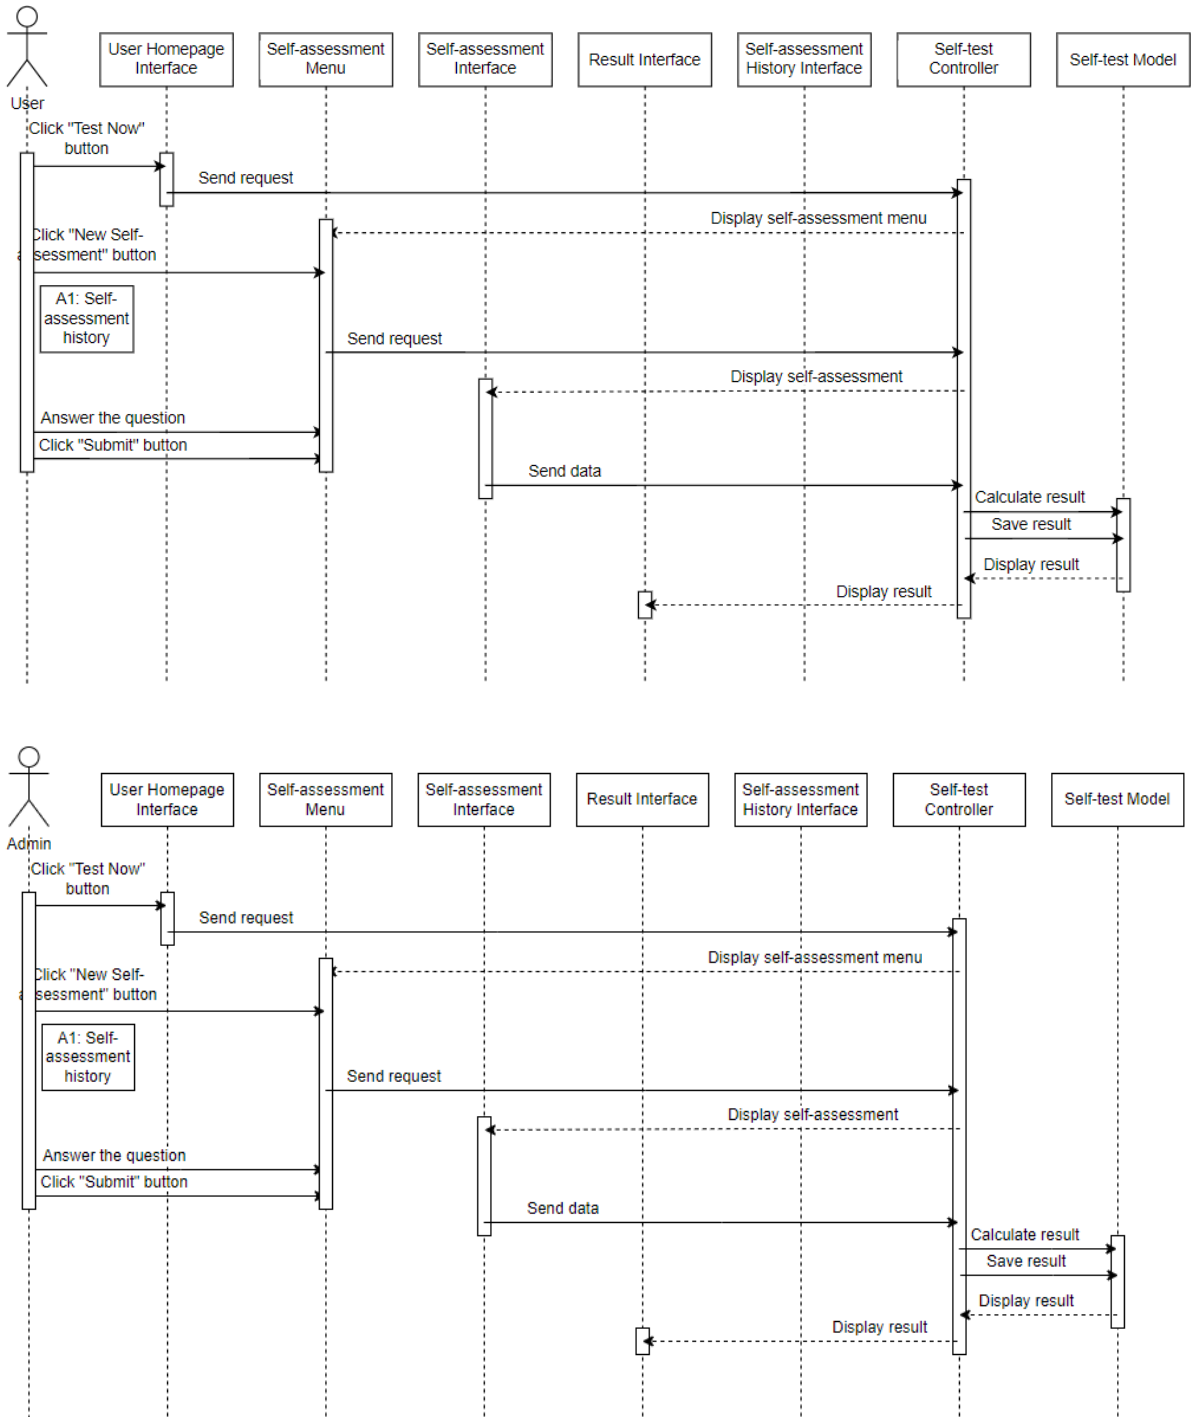 User Homepage
Interface
Self-assessment
Menu
Self-assessment
Interface
Result Interface
Self-assessment
History Interface
Self-test
Controller
Self-test Model
User
Click "Test Now"
button
Send request
Display self-assessment menu
Click "New Self-
assessment" button
A1: Self-
assessment
history
Send request
Display self-assessment
Answer the question
Click "Submit" button
Send data
Calculate result
Save result
Display result
Display result
User Homepage
Interface
Self-assessment
Menu
Self-assessment
Interface
Result Interface
Self-assessment
History Interface
Self-test
Controller
Self-test Model
Admin
Click "Test Now"
button
Send request
Display self-assessment menu
Click "New Self-
assessment" button
A1: Self-
assessment
history
Send request
Display self-assessment
Answer the question
Click "Submit" button
Send data
Calculate result
Save result
Display result
Display result